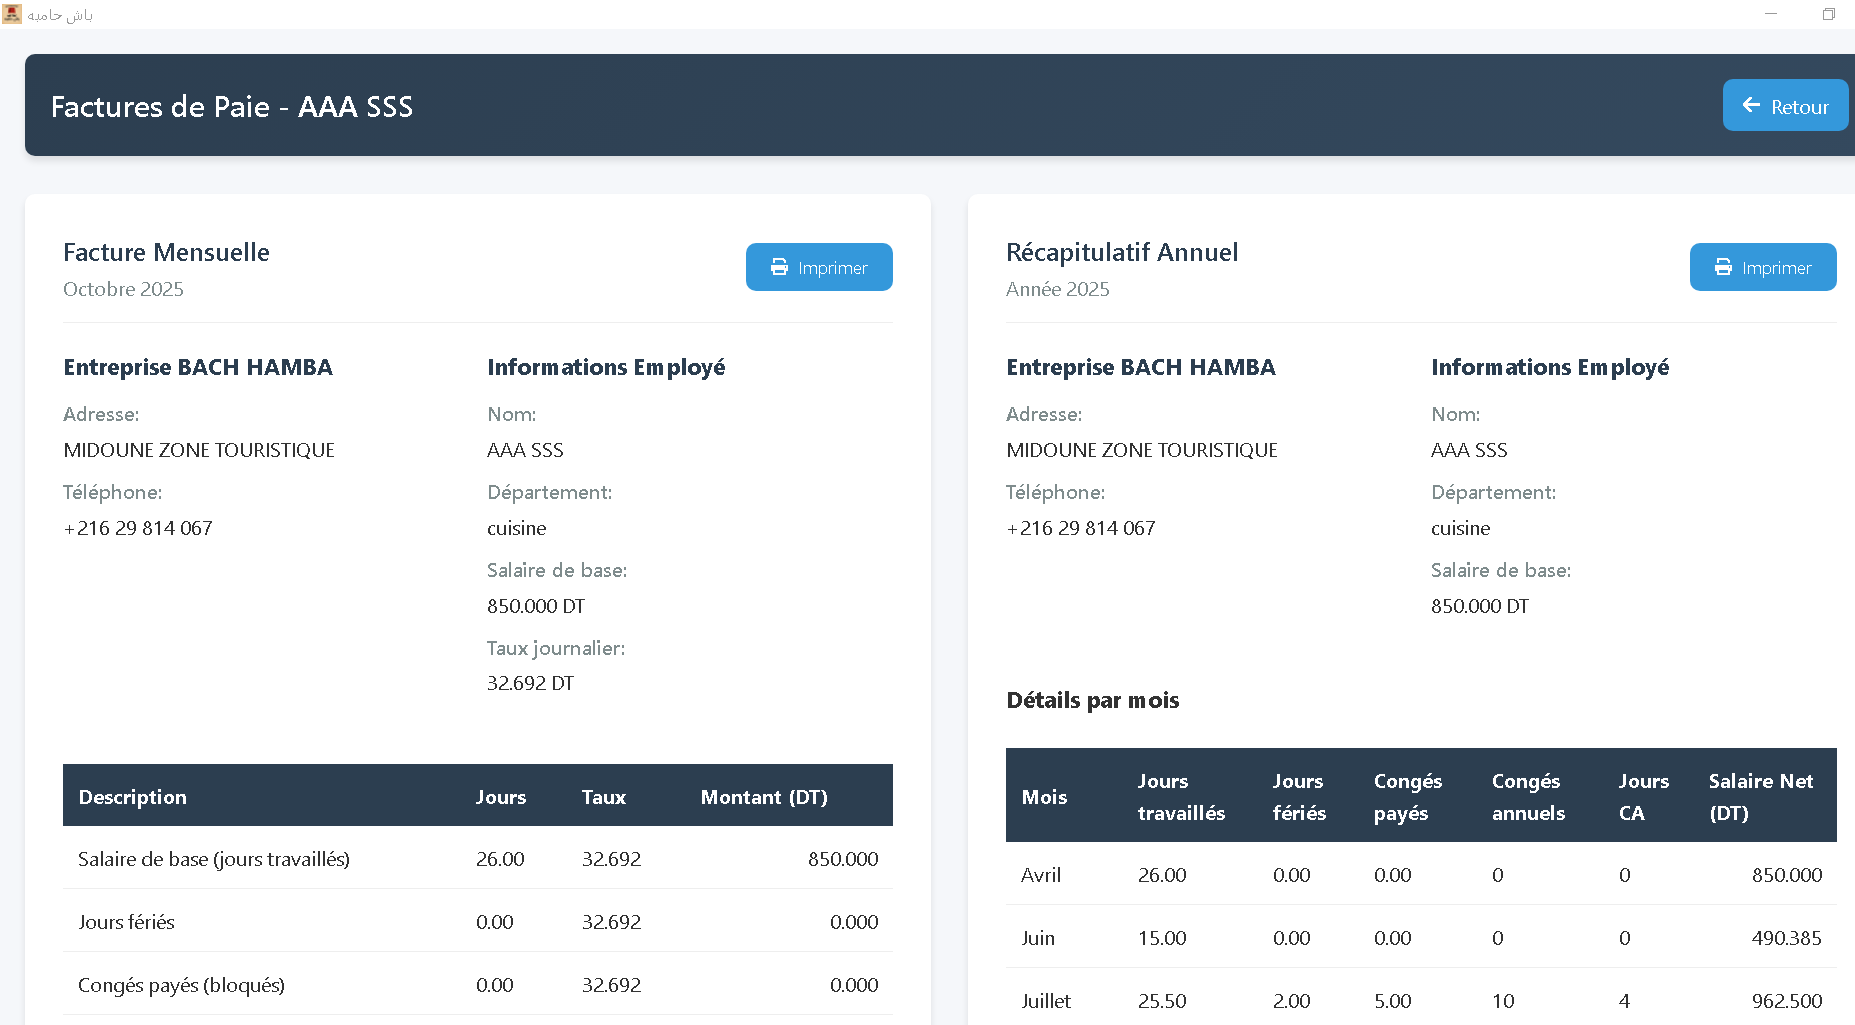 باش حامبه
Factures de Paie - AAA SSS
Retour
Facture Mensuelle
Octobre 2025
Imprimer
Entreprise BACH HAMBA
Adresse:
MIDOUNE ZONE TOURISTIQUE
Téléphone:
+216 29 814 067
Informations Employé
Nom:
AAA SSS
Département:
cuisine
Salaire de base:
850.000 DT
Taux journalier:
32.692 DT
Description Jours Taux Montant (DT)
Salaire de base (jours travaillés) 26.00 32.692 850.000
Jours fériés 0.00 32.692 0.000
Congés payés (bloqués) 0.00 32.692 0.000
Récapitulatif Annuel
Année 2025
Imprimer
Entreprise BACH HAMBA
Adresse:
MIDOUNE ZONE TOURISTIQUE
Téléphone:
+216 29 814 067
Informations Employé
Nom:
AAA SSS
Département:
cuisine
Salaire de base:
850.000 DT
Détails par mois
Mois Jours travaillés Jours fériés Congés payés Congés annuels Jours CA Salaire Net (DT)
Avril 26.00 0.00 0.00 0 0 850.000
Juin 15.00 0.00 0.00 0 0 490.385
Juillet 25.50 2.00 5.00 10 4 962.500